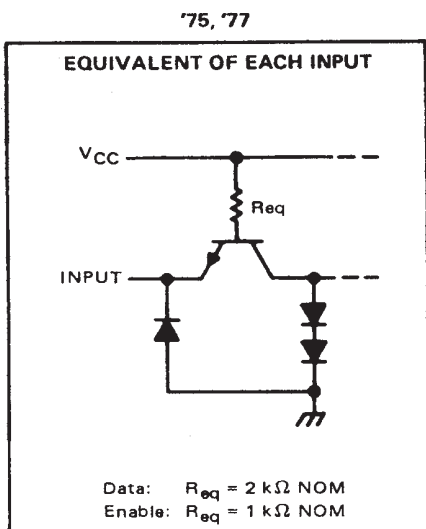 '75, '77
EQUIVALENT OF EACH INPUT
VCC
Req
INPUT
Data: Req = 2 kΩ NOM
Enable: Req = 1 kΩ NOM